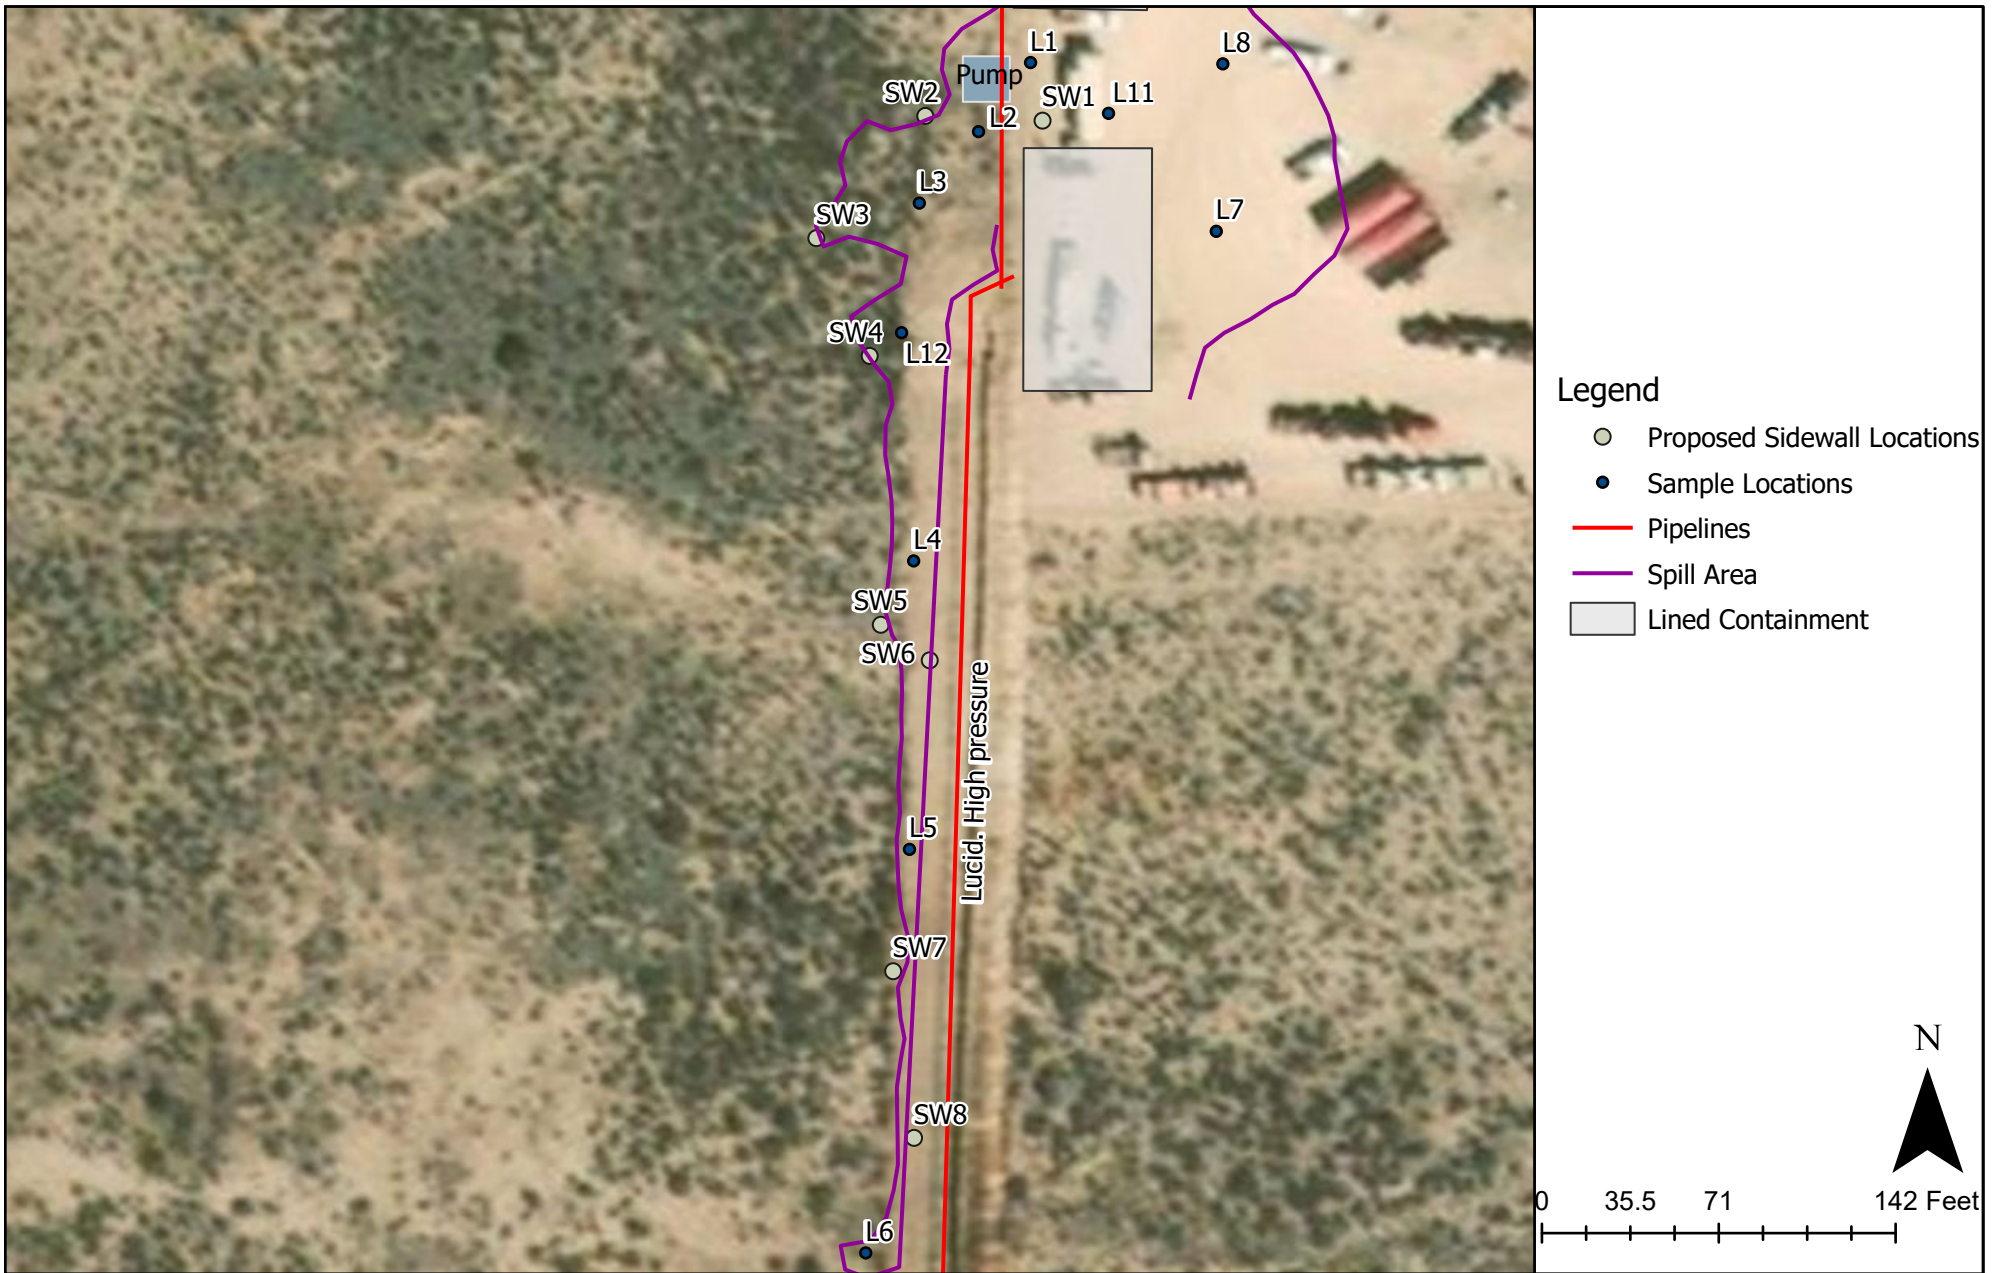 L1
L8
Pump
SW2
SW1
L11
L2
L3
SW3
L7
SW4
L12
L4
SW5
SW6
Lucid. High pressure
L5
SW7
SW8
L6
Legend
Proposed Sidewall Locations
Sample Locations
Pipelines
Spill Area
Lined Containment
N
0 35.5 71 142 Feet